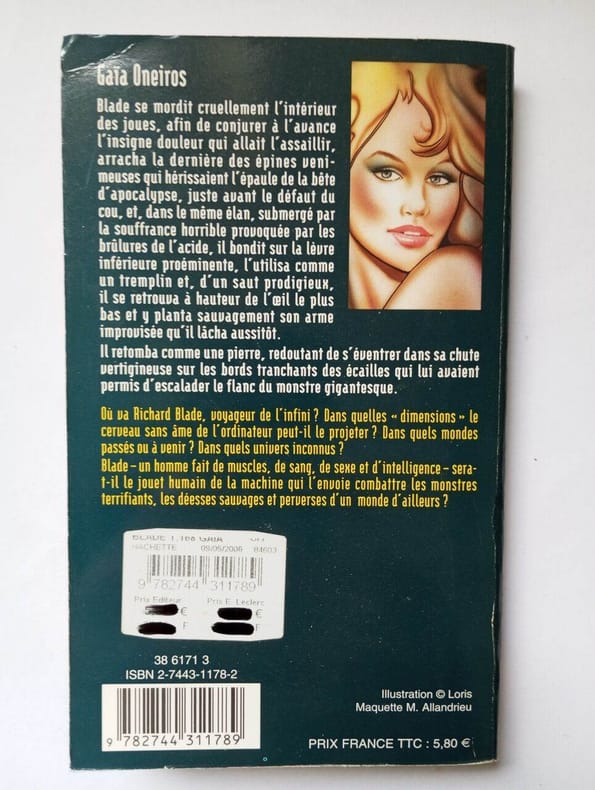 Gaïa Oneiros
Blade se mordit cruellement l'intérieur
des joues, afin de conjurer à l'avance
l'insigne douleur qui allait l'assaillir,
arracha la dernière des épines veni-
meuses qui hérissaient l'épaule de la bête
d'apocalypse, juste avant le défaut du
cou, et, dans le même élan, submergé par
la souffrance horrible provoquée par les
brûlures de l'acide, il bondit sur la lèvre
inférieure proéminente, l'utilisa comme
un tremplin et, d'un saut prodigieux,
il se retrouva à hauteur de l'œil le plus
bas et y planta sauvagement son arme
improvisée qu'il lâcha aussitôt.
Il retomba comme une pierre, redoutant de s'éventrer dans sa chute
vertigineuse sur les bords tranchants des écailles qui lui avaient
permis d'escalader le flanc du monstre gigantesque.
Où va Richard Blade, voyageur de l'infini ? Dans quelles « dimensions » le
cerveau sans âme de l'ordinateur peut-il le projeter ? Dans quels mondes
passés ou à venir ? Dans quels univers inconnus ?
Blade – un homme fait de muscles, de sang, de sexe et d'intelligence – sera-
t-il le jouet humain de la machine qui l'envoie combattre les monstres
terrifiants, les déesses sauvages et perverses d'un monde d'ailleurs ?
BLADE T.168 GAIA
HACHETTE 09/05/2006 84603
9 782744 311789
Prix Editeur Prix E. Leclerc
€ €
F F
38 6171 3
ISBN 2-7443-1178-2
9 782744 311789
Illustration © Loris
Maquette M. Allandrieu
PRIX FRANCE TTC : 5,80 €